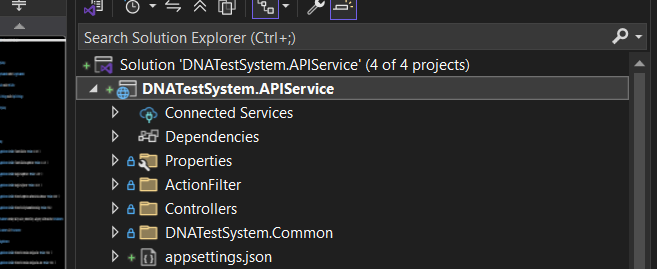 Search Solution Explorer (Ctrl+;)
Solution 'DNATestSystem.APIService' (4 of 4 projects)
DNATestSystem.APIService
Connected Services
Dependencies
Properties
ActionFilter
Controllers
DNATestSystem.Common
appsettings.json